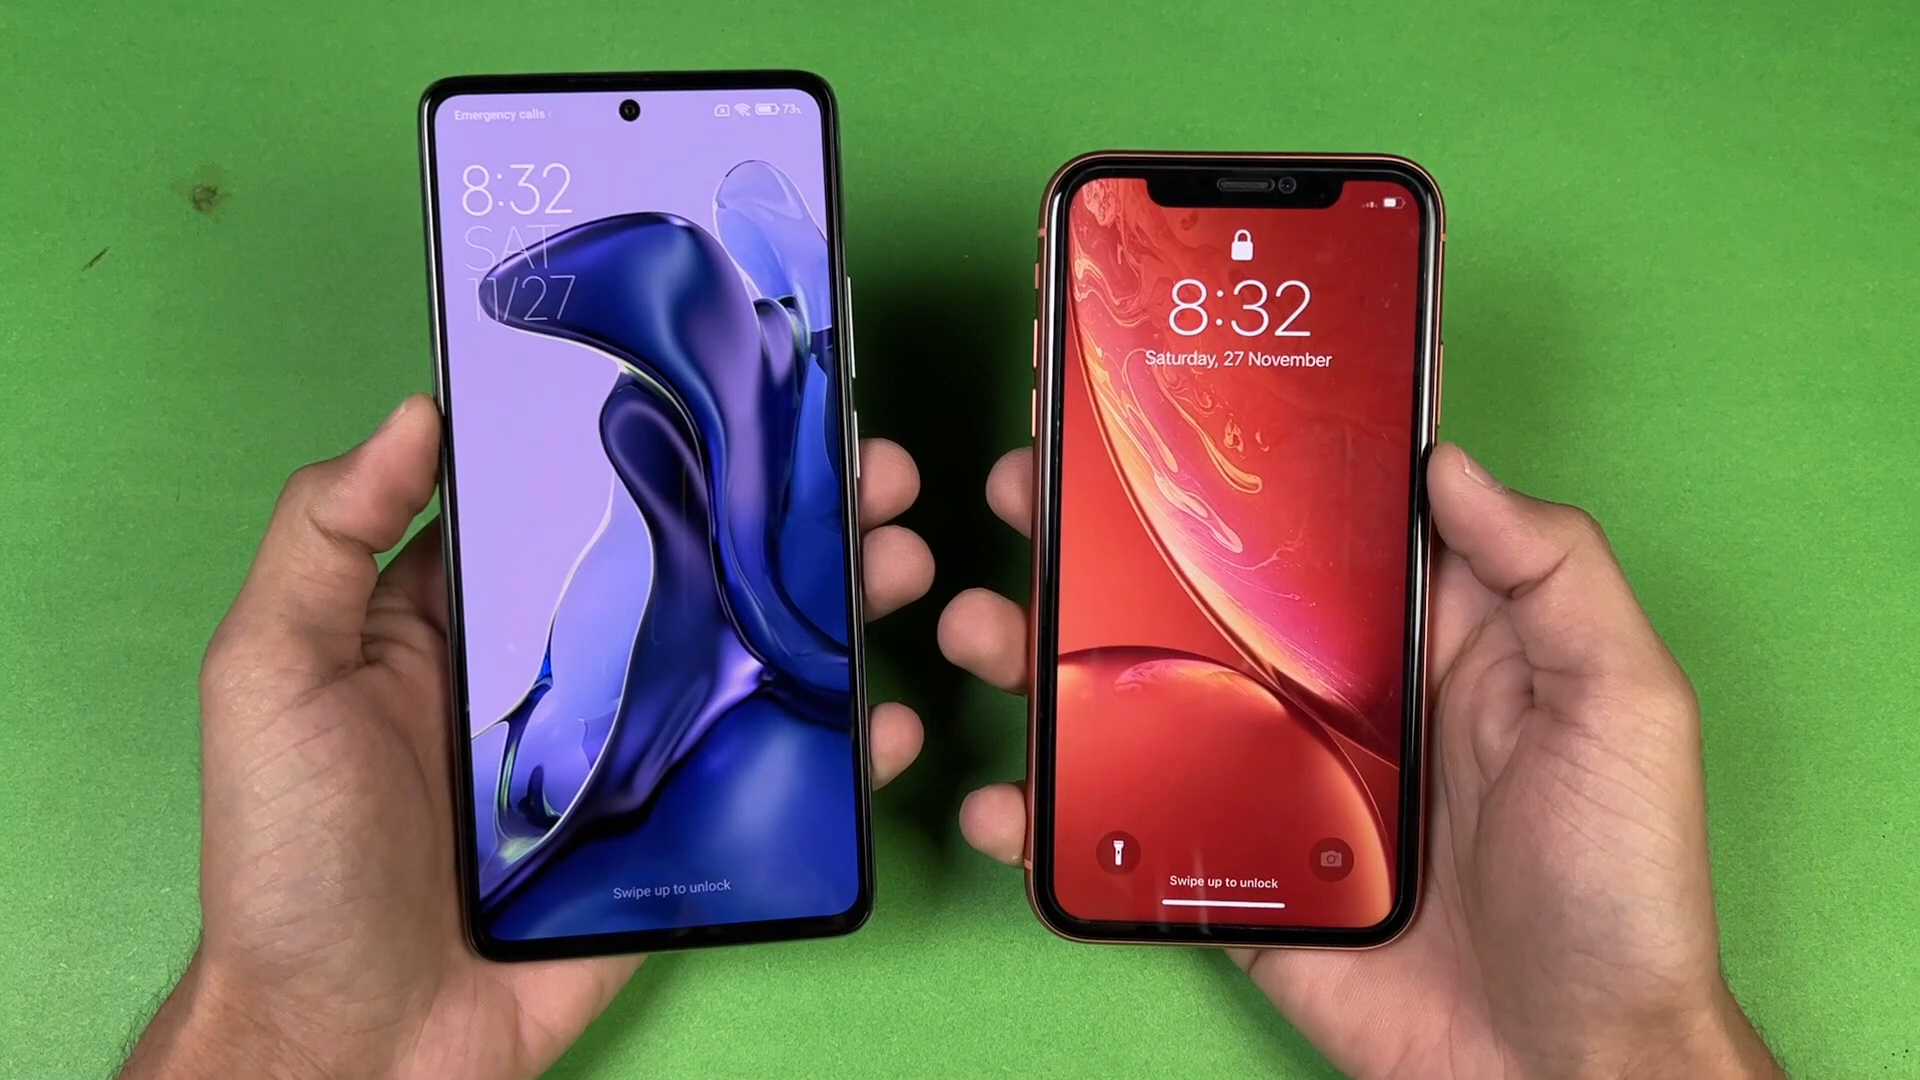 Emergency calls
73%
8:32
SAT
11/27
Swipe up to unlock
8:32
Saturday, 27 November
Swipe up to unlock